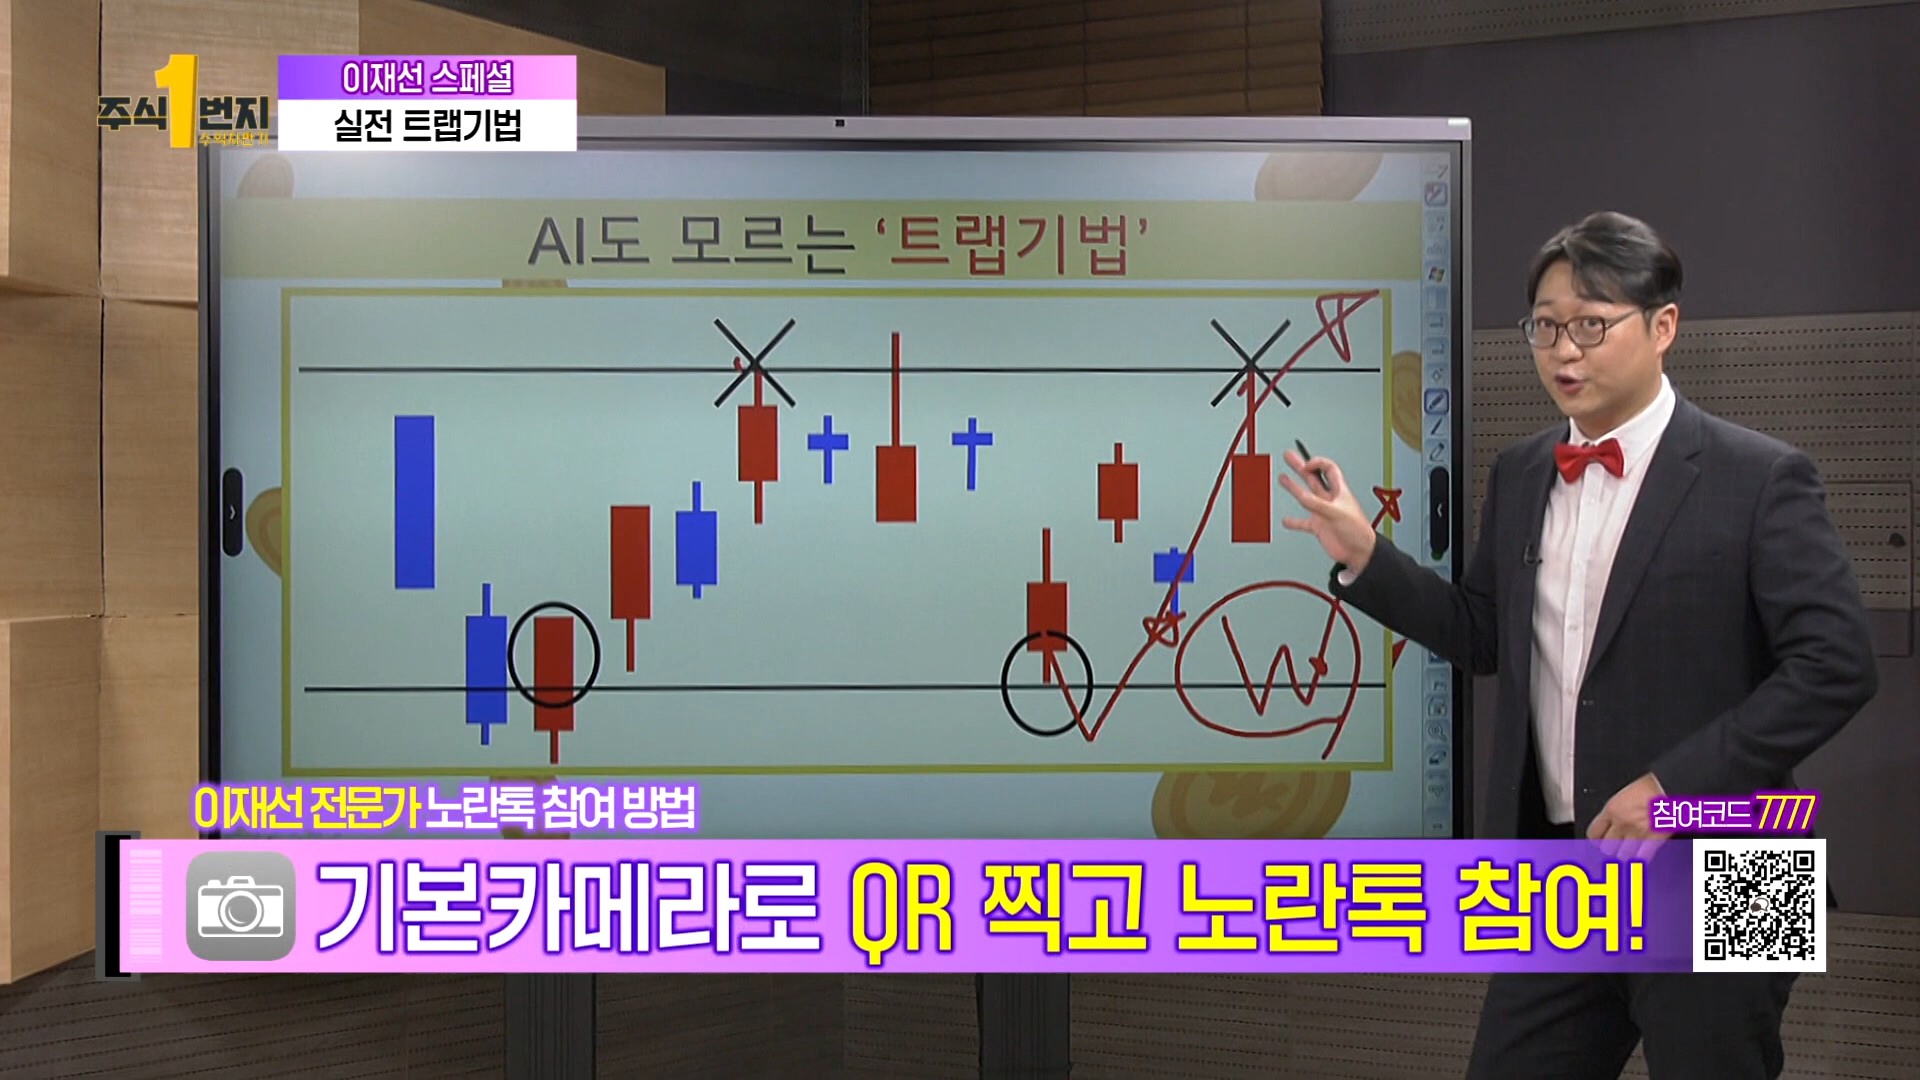 주식1번지
수익자판기
이재선 스페셜
실전 트랩기법
AI도 모르는 ‘트랩기법’
W
이재선 전문가 노란톡 참여 방법
참여코드 7777
기본카메라로 QR 찍고 노란톡 참여!